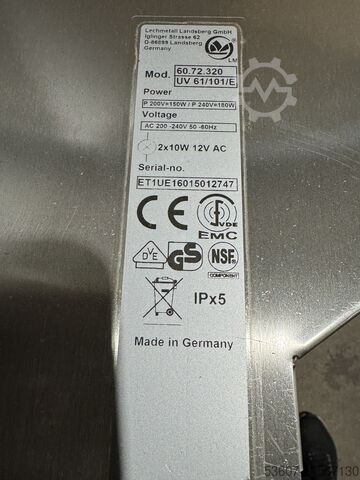 Lechmetall Landsberg GmbH
Iglinger Strasse 62
D-86899 Landsberg
Germany
LM
Mod. 60.72.320
UV 61/101/E
Power
P 200V=150W / P 240V=180W
Voltage
AC 200 -240V 50 -60Hz
2x10W 12V AC
Serial-no.
ET1UE16015012747
CE
VDE
EMC
DVE
GS
NSF
COMPONENT
IPx5
Made in Germany